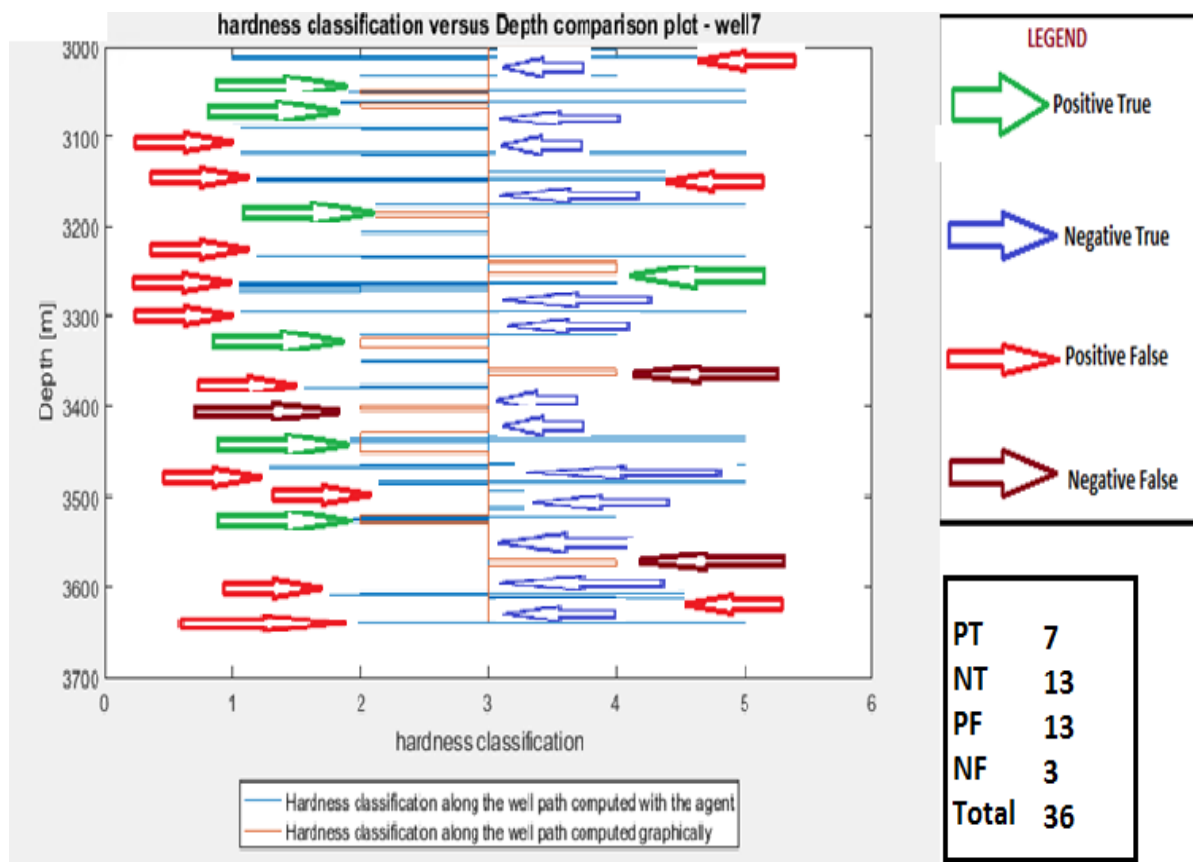 hardness classification versus Depth comparison plot - well7
3000
3100
3200
3300
3400
3500
3600
3700
Depth [m]
0 1 2 3 4 5 6
hardness classification
Hardness classification along the well path computed with the agent
Hardness classification along the well path computed graphically
LEGEND
Positive True
Negative True
Positive False
Negative False
PT 7
NT 13
PF 13
NF 3
Total 36